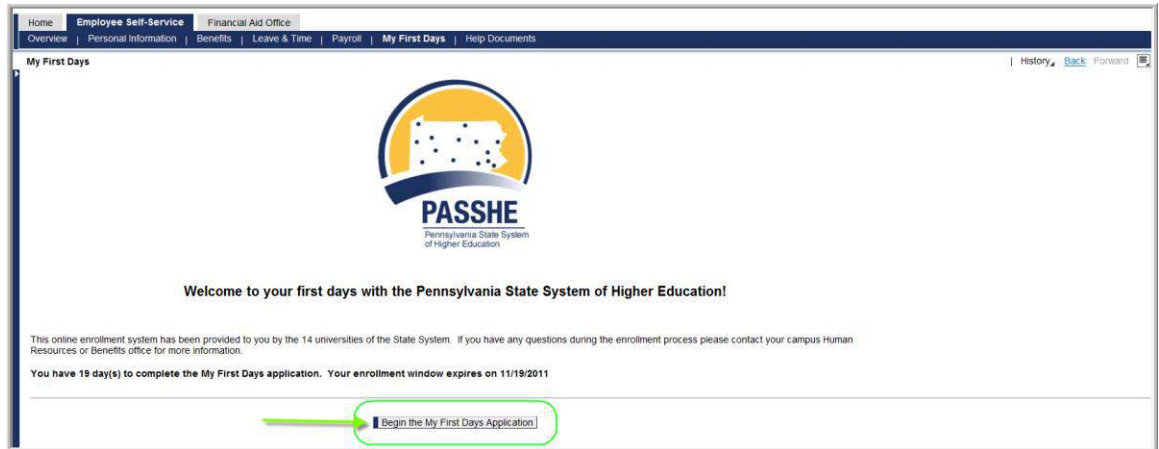 Home Employee Self-Service Financial Aid Office
Overview | Personal Information | Benefits | Leave & Time | Payroll | My First Days | Help Documents
My First Days | History Back Forward
PASSHE
Pennsylvania State System
of Higher Education
Welcome to your first days with the Pennsylvania State System of Higher Education!
This online enrollment system has been provided to you by the 14 universities of the State System. If you have any questions during the enrollment process please contact your campus Human
Resources or Benefits office for more information.
You have 19 day(s) to complete the My First Days application. Your enrollment window expires on 11/19/2011
Begin the My First Days Application